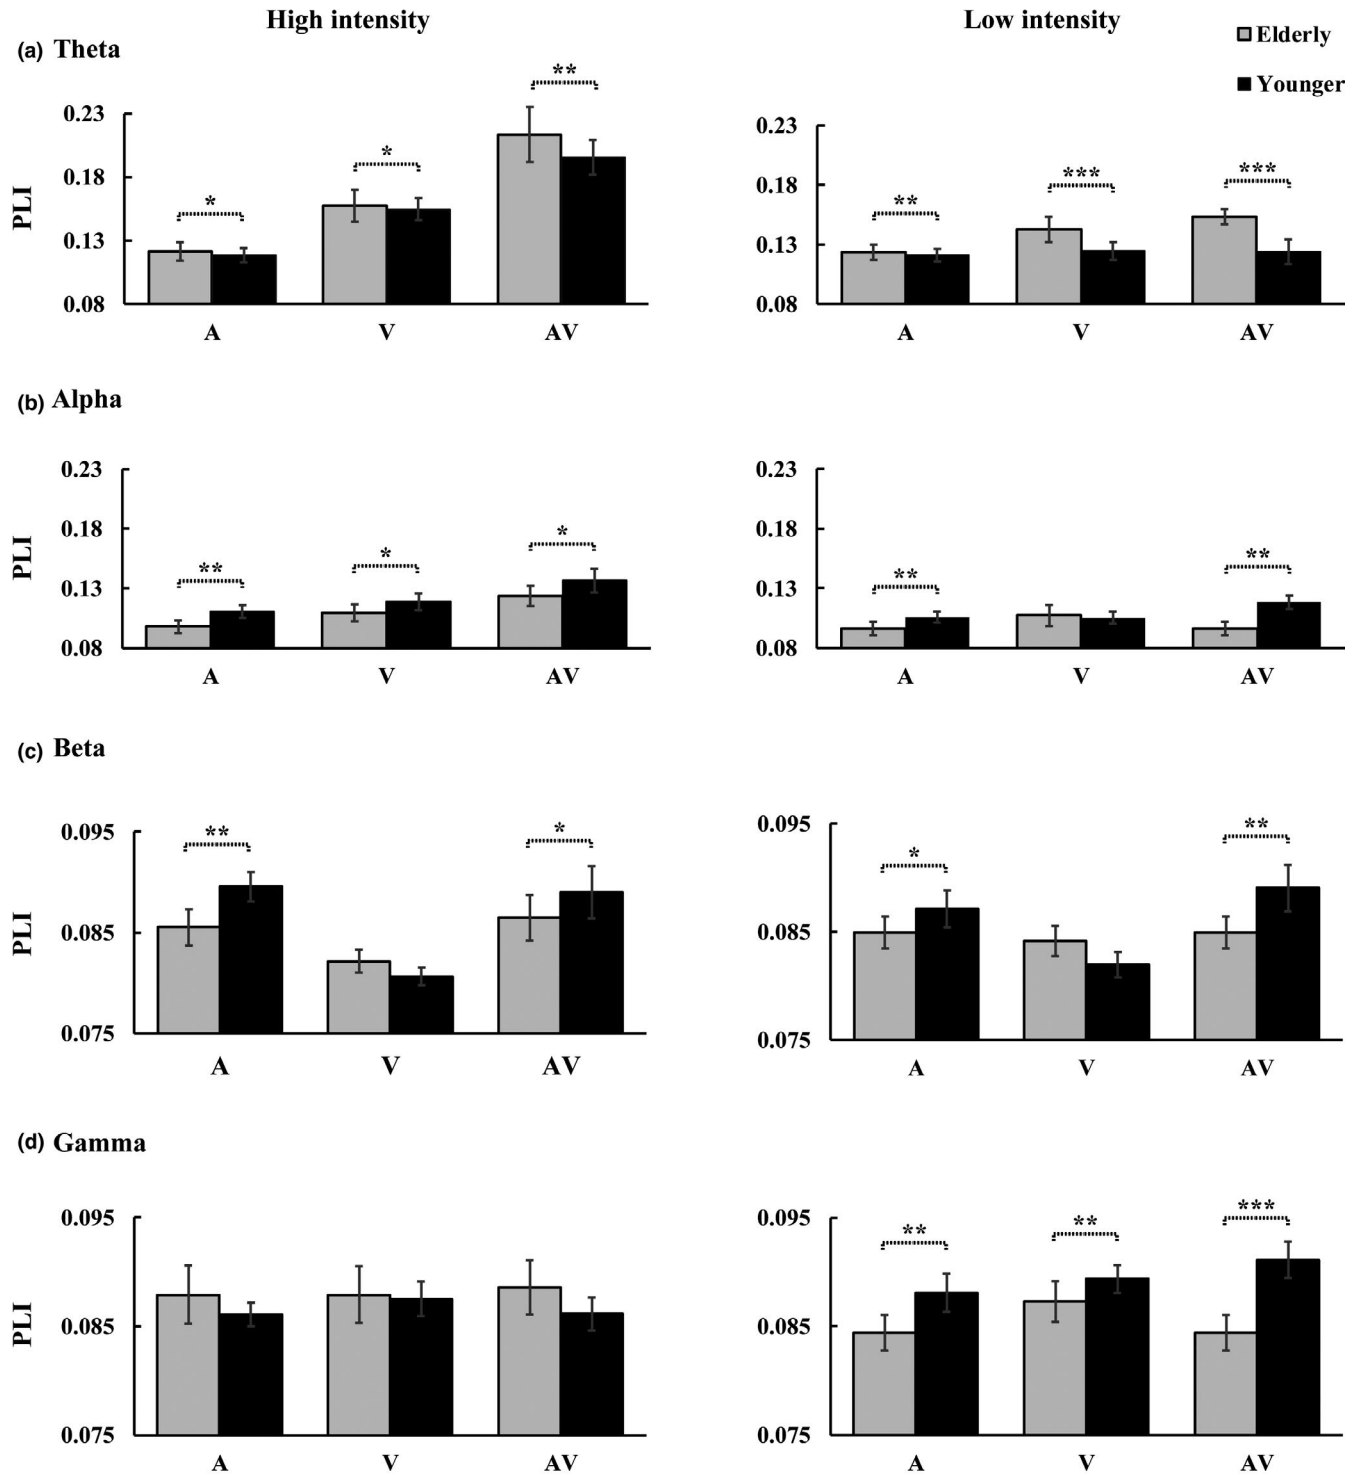 High intensity
Low intensity
Elderly
Younger
(a) Theta
**
*
*
0.23
0.18
0.13
0.08
PLI
A V AV
***
***
**
0.23
0.18
0.13
0.08
A V AV
(b) Alpha
0.23
0.18
0.13
0.08
PLI
**
*
*
A V AV
0.23
0.18
0.13
0.08
**
**
A V AV
(c) Beta
0.095
0.085
0.075
PLI
**
*
A V AV
0.095
0.085
0.075
*
**
A V AV
(d) Gamma
0.095
0.085
0.075
PLI
A V AV
0.095
0.085
0.075
**
**
***
A V AV